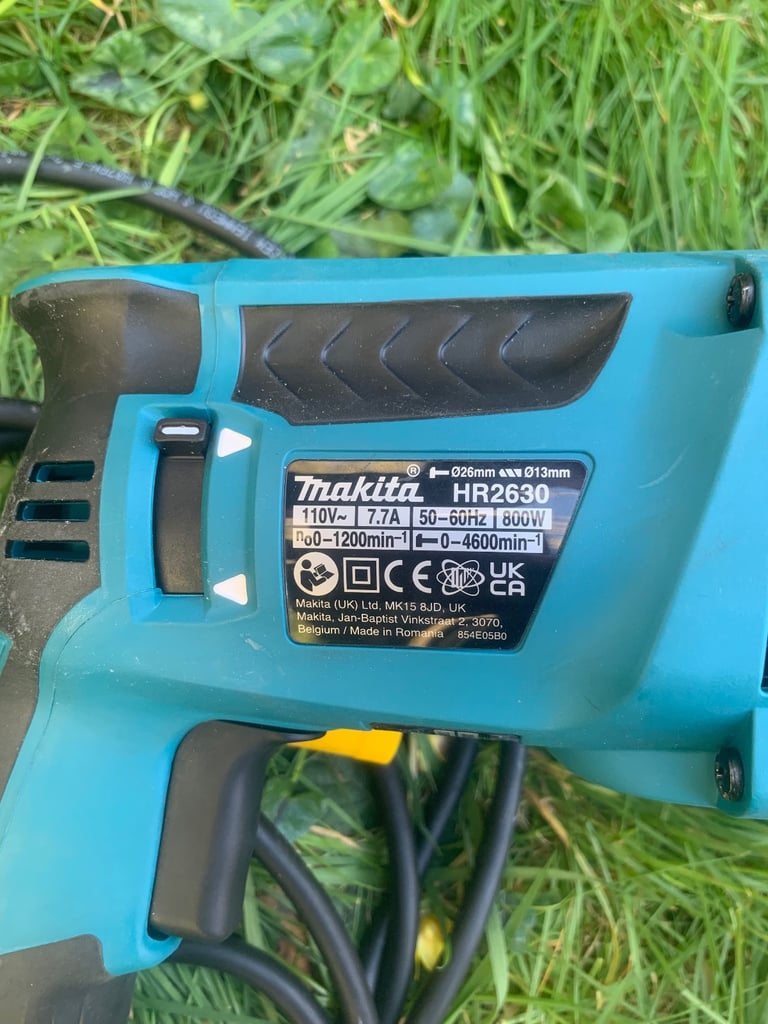 Ø26mm Ø13mm
makita® HR2630
110V~ 7.7A 50-60Hz 800W
n₀0-1200min⁻¹ 0-4600min⁻¹
CE UK CA
Makita (UK) Ltd, MK15 8JD, UK
Makita, Jan-Baptist Vinkstraat 2, 3070,
Belgium / Made in Romania 854E05B0